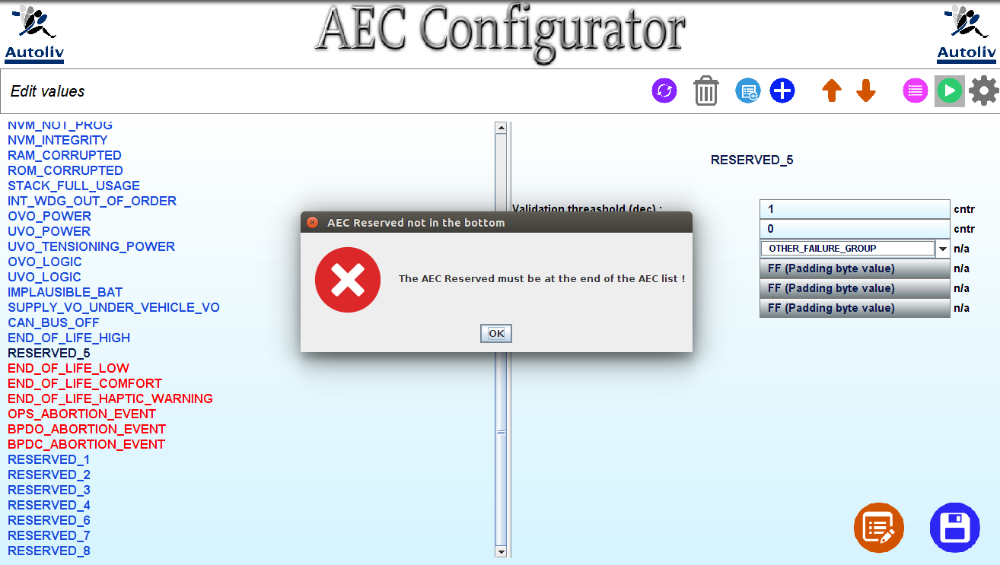 AEC Configurator
Autoliv
Autoliv
Edit values
NVM_NOT_PROG
NVM_INTEGRITY
RAM_CORRUPTED
ROM_CORRUPTED
STACK_FULL_USAGE
INT_WDG_OUT_OF_ORDER
OVO_POWER
UVO_POWER
UVO_TENSIONING_POWER
OVO_LOGIC
UVO_LOGIC
IMPLAUSIBLE_BAT
SUPPLY_VO_UNDER_VEHICLE_VO
CAN_BUS_OFF
END_OF_LIFE_HIGH
RESERVED_5
END_OF_LIFE_LOW
END_OF_LIFE_COMFORT
END_OF_LIFE_HAPTIC_WARNING
OPS_ABORTION_EVENT
BPDO_ABORTION_EVENT
BPDC_ABORTION_EVENT
RESERVED_1
RESERVED_2
RESERVED_3
RESERVED_4
RESERVED_6
RESERVED_7
RESERVED_8
RESERVED_5
Validation threashold (dec) :
1 cntr
0 cntr
OTHER_FAILURE_GROUP n/a
FF (Padding byte value) n/a
FF (Padding byte value) n/a
FF (Padding byte value) n/a
AEC Reserved not in the bottom
The AEC Reserved must be at the end of the AEC list !
OK